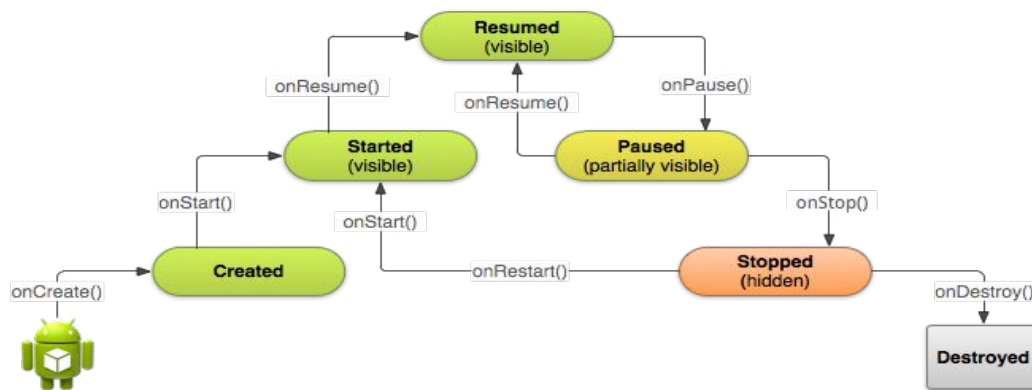 Resumed
(visible)
onResume()
onResume()
onPause()
Started
(visible)
Paused
(partially visible)
onStart()
onStart()
onStop()
Created
onRestart()
Stopped
(hidden)
onCreate()
onDestroy()
Destroyed